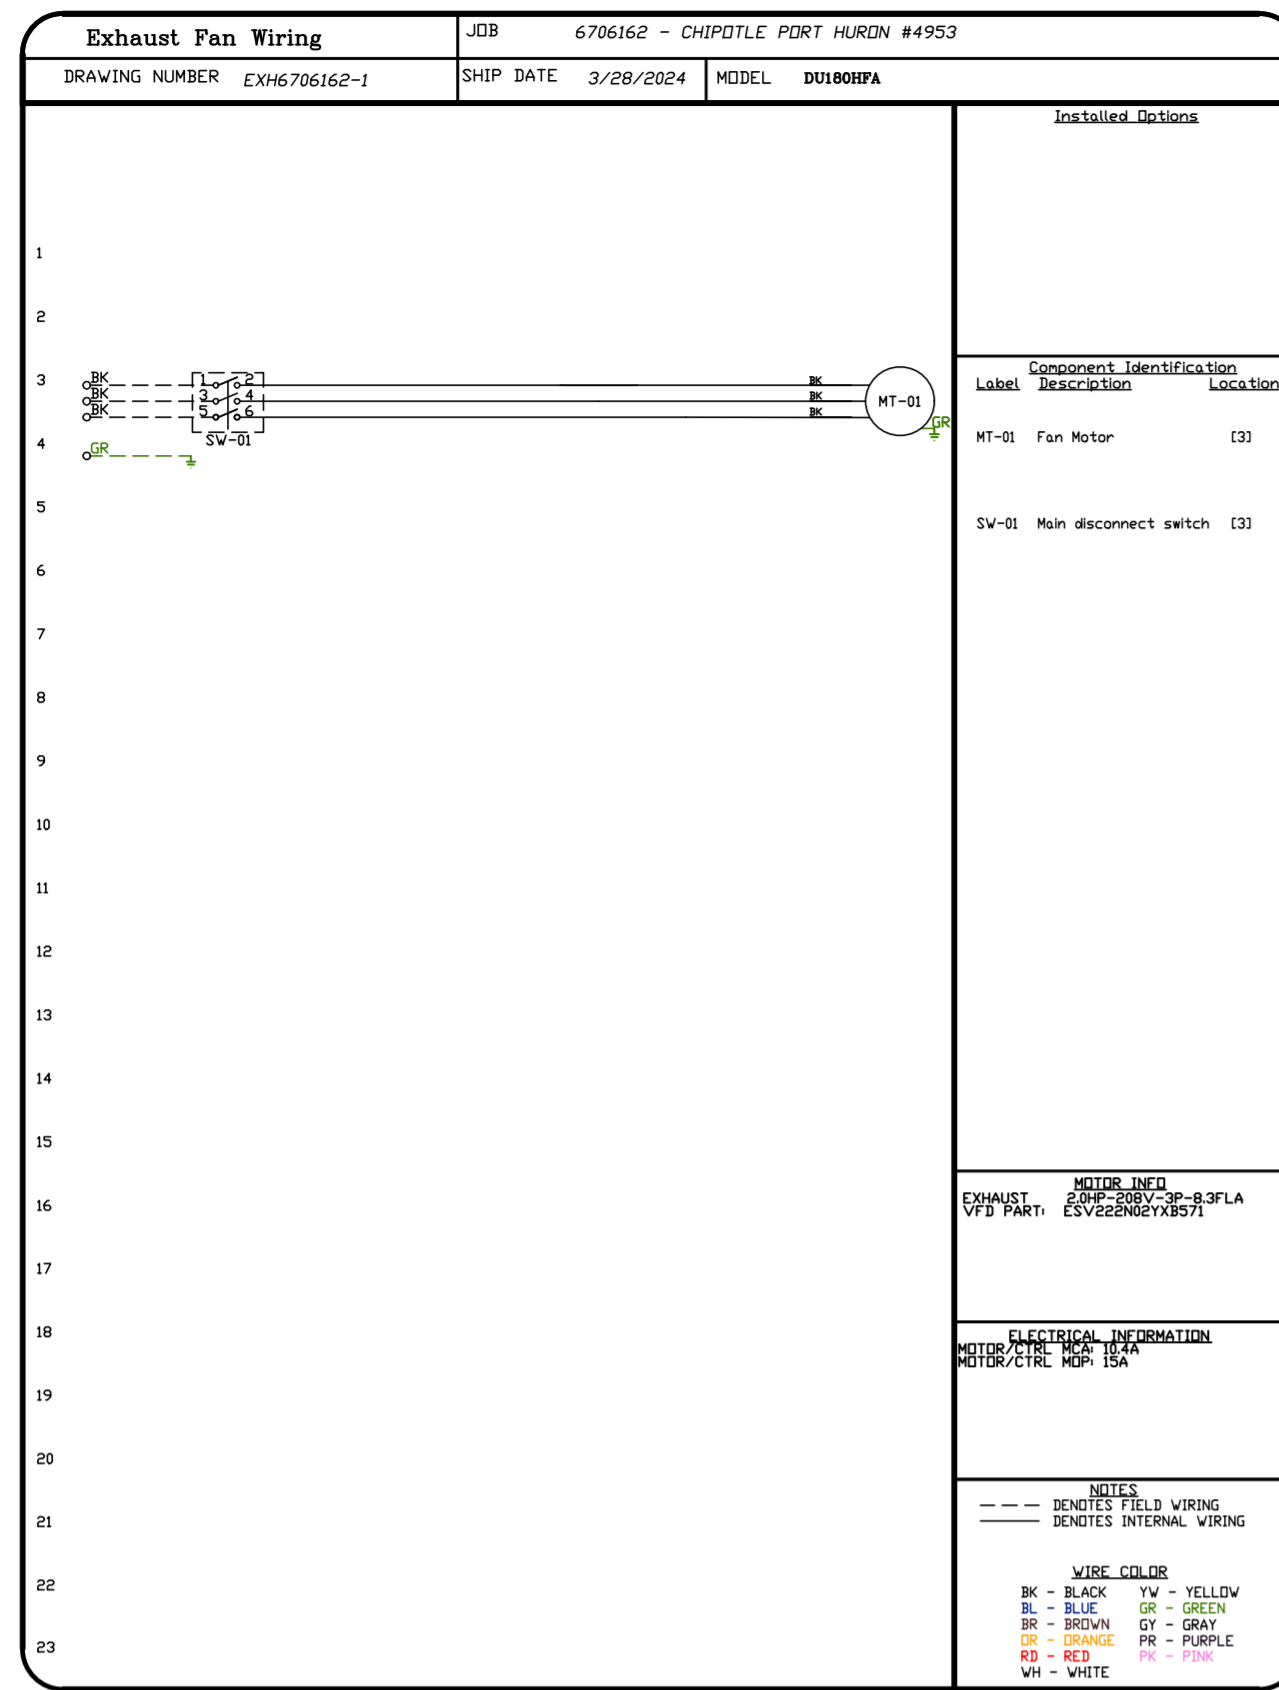 Exhaust Fan Wiring
JOB 6706162 - CHIPOTLE PORT HURON #4953
DRAWING NUMBER EXH6706162-1
SHIP DATE 3/28/2024
MODEL DU180HFA
Installed Options
1
2
3
BK
BK
BK
1 2
3 4
5 6
SW-01
BK
BK
BK
MT-01
GR
4
GR
5
6
7
8
9
10
11
12
13
14
15
16
17
18
19
20
21
22
23
Component Identification
Label Description Location
MT-01 Fan Motor [3]
SW-01 Main disconnect switch [3]
MOTOR INFO
EXHAUST 2.0HP-208V-3P-8.3FLA
VFD PART: ESV222N02YXB571
ELECTRICAL INFORMATION
MOTOR/CTRL MCA: 10.4A
MOTOR/CTRL MOP: 15A
NOTES
DENOTES FIELD WIRING
DENOTES INTERNAL WIRING
WIRE COLOR
BK - BLACK YW - YELLOW
BL - BLUE GR - GREEN
BR - BROWN GY - GRAY
OR - ORANGE PR - PURPLE
RD - RED PK - PINK
WH - WHITE